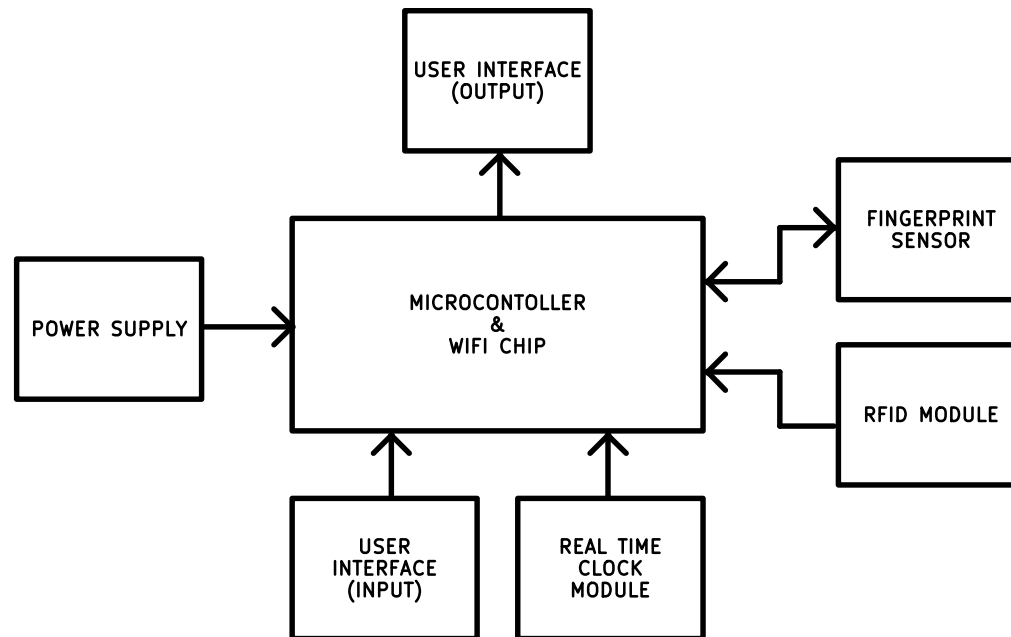 USER INTERFACE
(OUTPUT)
FINGERPRINT
SENSOR
POWER SUPPLY
MICROCONTOLLER
&
WIFI CHIP
RFID MODULE
USER
INTERFACE
(INPUT)
REAL TIME
CLOCK
MODULE